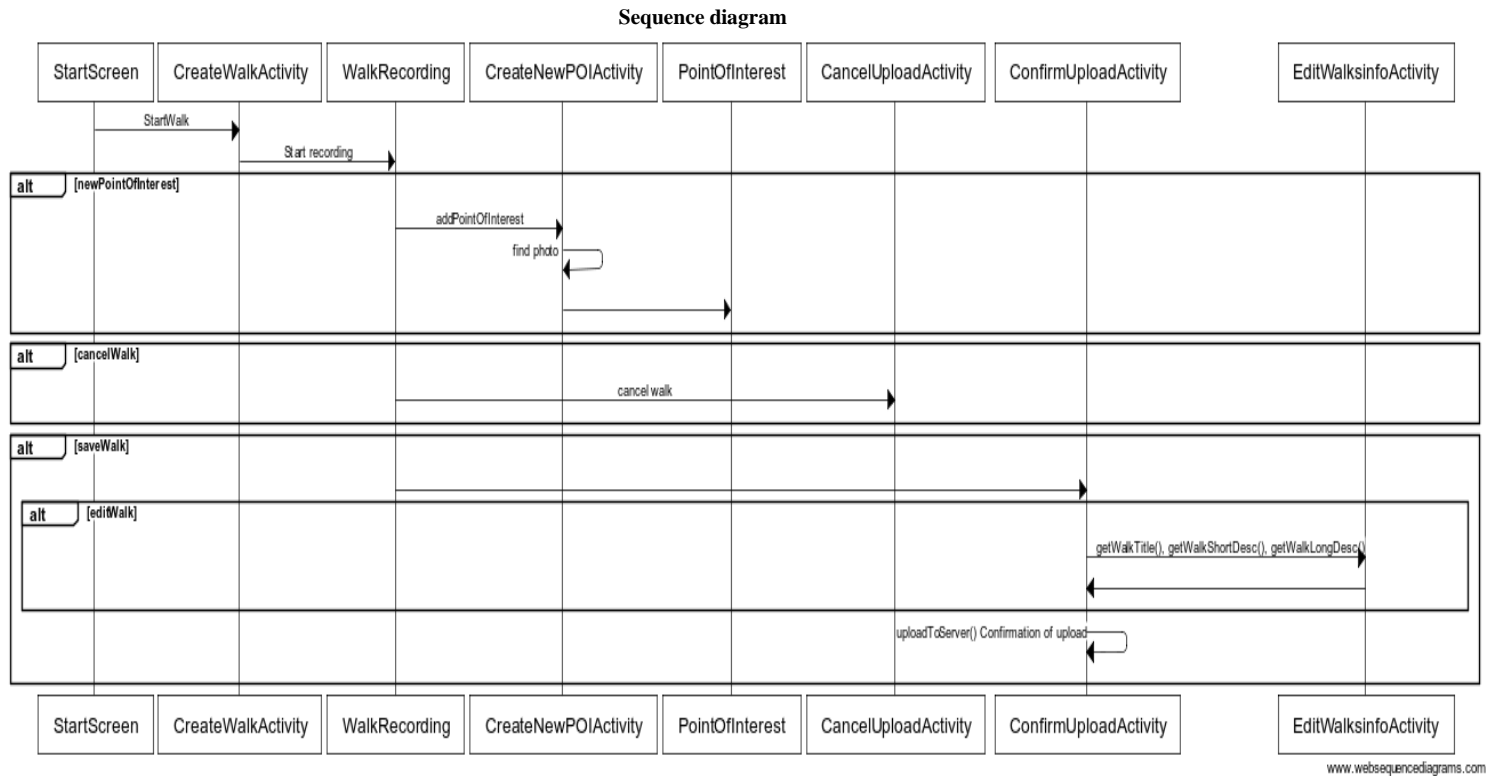 Sequence diagram
StartScreen CreateWalkActivity WalkRecording CreateNewPOIActivity PointOfInterest CancelUploadActivity ConfirmUploadActivity EditWalksinfoActivity
StartWalk
Start recording
alt [newPointOfInterest]
addPointOfInterest
find photo
alt [cancelWalk]
cancel walk
alt [saveWalk]
alt [editWalk]
getWalkTitle(), getWalkShortDesc(), getWalkLongDesc()
uploadToServer() Confirmation of upload
StartScreen CreateWalkActivity WalkRecording CreateNewPOIActivity PointOfInterest CancelUploadActivity ConfirmUploadActivity EditWalksinfoActivity
www.websequencediagrams.com